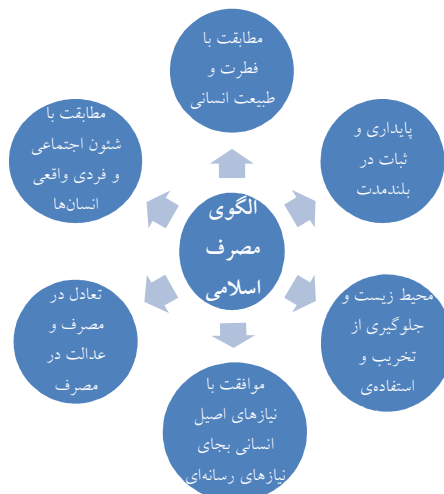 مطابقت با
فطرت و
طبیعت انسانی
پایداری و
ثبات در
بلندمدت
محیط زیست و
جلوگیری از
تخریب و
استفاده‌ی
موافقت با
نیازهای اصیل
انسانی بجای
نیازهای رسانه‌ای
تعادل در
مصرف و
عدالت در
مصرف
مطابقت با
شئون اجتماعی
و فردی واقعی
انسان‌ها
الگوی
مصرف
اسلامی